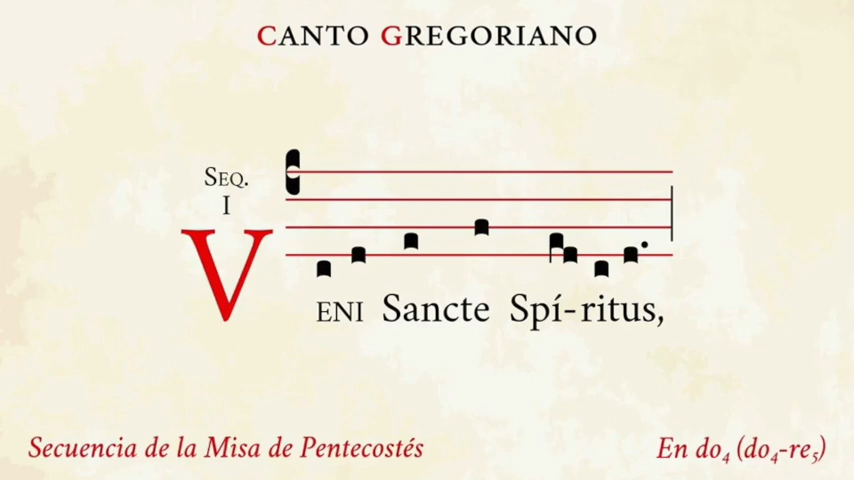 CANTO GREGORIANO
SEQ.
I
VENI Sancte Spí-ritus,
Secuencia de la Misa de Pentecostés
En do₄ (do₄-re₅)